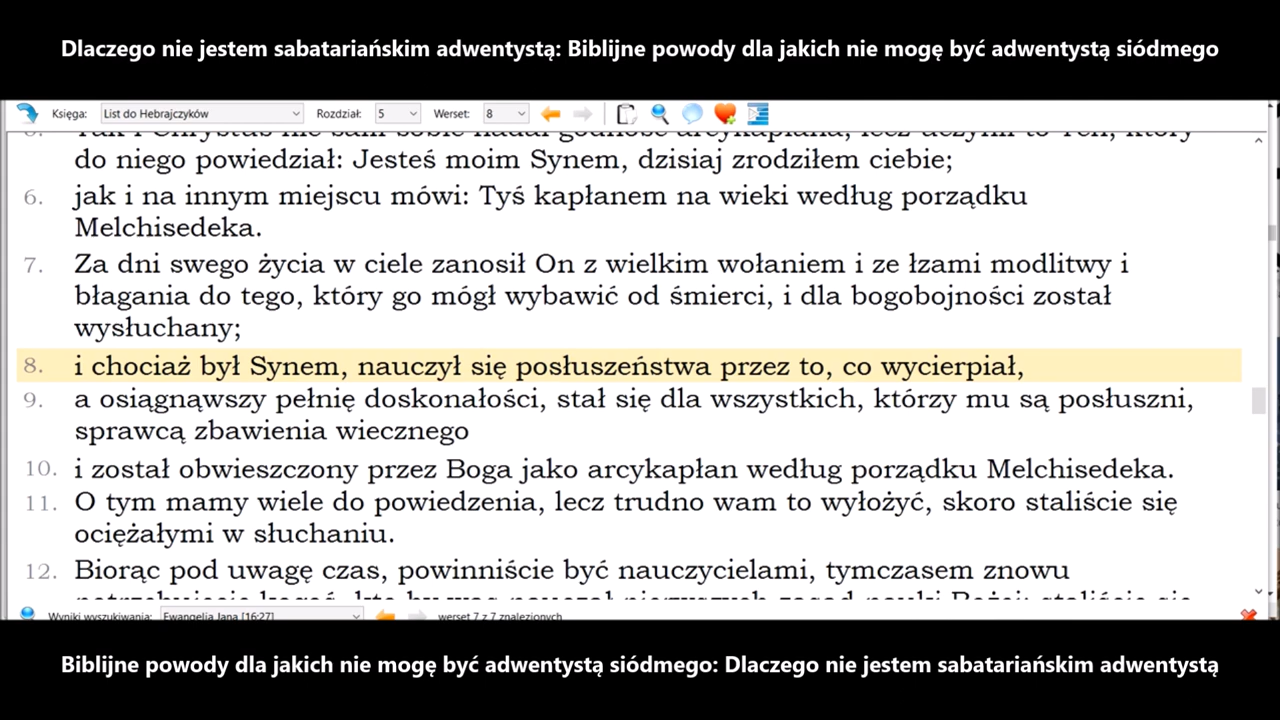 Dlaczego nie jestem sabatariańskim adwentystą: Biblijne powody dla jakich nie mogę być adwentystą siódmego
Księga: List do Hebrajczyków Rozdział: 5 Werset: 8
do niego powiedział: Jesteś moim Synem, dzisiaj zrodziłem ciebie;
6. jak i na innym miejscu mówi: Tyś kapłanem na wieki według porządku
Melchisedeka.
7. Za dni swego życia w ciele zanosił On z wielkim wołaniem i ze łzami modlitwy i
błagania do tego, który go mógł wybawić od śmierci, i dla bogobojności został
wysłuchany;
8. i chociaż był Synem, nauczył się posłuszeństwa przez to, co wycierpiał,
9. a osiągnąwszy pełnię doskonałości, stał się dla wszystkich, którzy mu są posłuszni,
sprawcą zbawienia wiecznego
10. i został obwieszczony przez Boga jako arcykapłan według porządku Melchisedeka.
11. O tym mamy wiele do powiedzenia, lecz trudno wam to wyłożyć, skoro staliście się
ociężałymi w słuchaniu.
12. Biorąc pod uwagę czas, powinniście być nauczycielami, tymczasem znowu
Wyniki wyszukiwania: Ewangelia Jana [16:27] werset 7 z 7 znalezionych
Biblijne powody dla jakich nie mogę być adwentystą siódmego: Dlaczego nie jestem sabatariańskim adwentystą